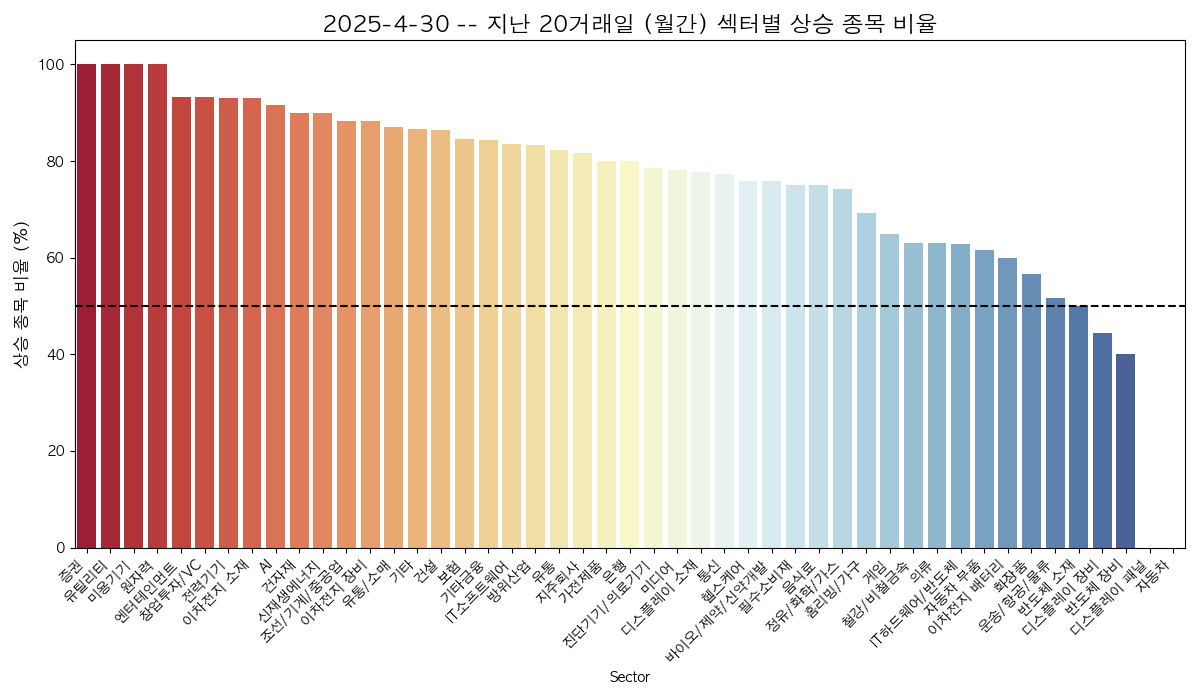 2025-4-30 -- 지난 20거래일 (월간) 섹터별 상승 종목 비율
상승 종목 비율 (%)
100
80
60
40
20
0
증권
유틸리티
미용기기
원자력
엔터테인먼트
창업투자/VC
전력기기
이차전지 소재
AI
건자재
신재생에너지
조선/기계/중공업
이차전지 장비
유통/소매
기타
건설
보험
기타금융
IT소프트웨어
방위산업
유통
지주회사
가전제품
은행
진단기기/의료기기
미디어
디스플레이 소재
통신
헬스케어
바이오/제약/신약개발
필수소비재
음식료
정유/화학/가스
홈리빙/가구
게임
철강/비철금속
의류
IT하드웨어/반도체
자동차 부품
이차전지 배터리
화장품
운송/항공/물류
반도체 소재
디스플레이 장비
반도체 장비
디스플레이 패널
자동차
Sector